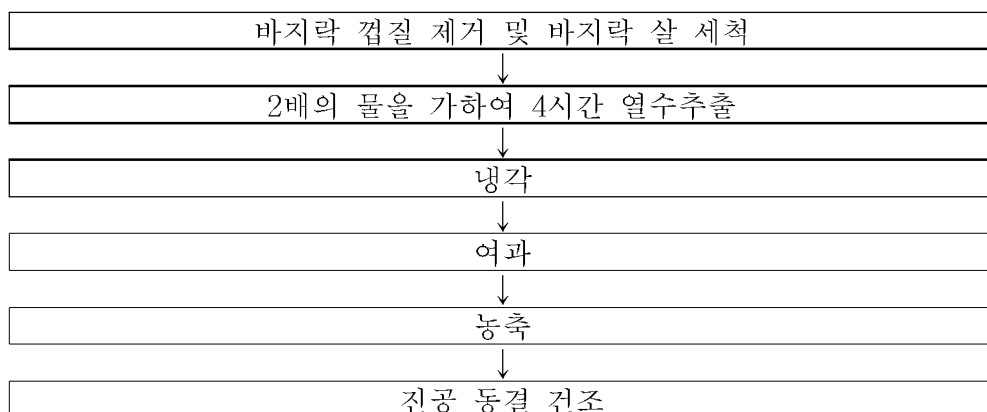 바지락 껍질 제거 및 바지락 살 세척
↓
2배의 물을 가하여 4시간 열수추출
↓
냉각
↓
여과
↓
농축
↓
진공 동결 건조